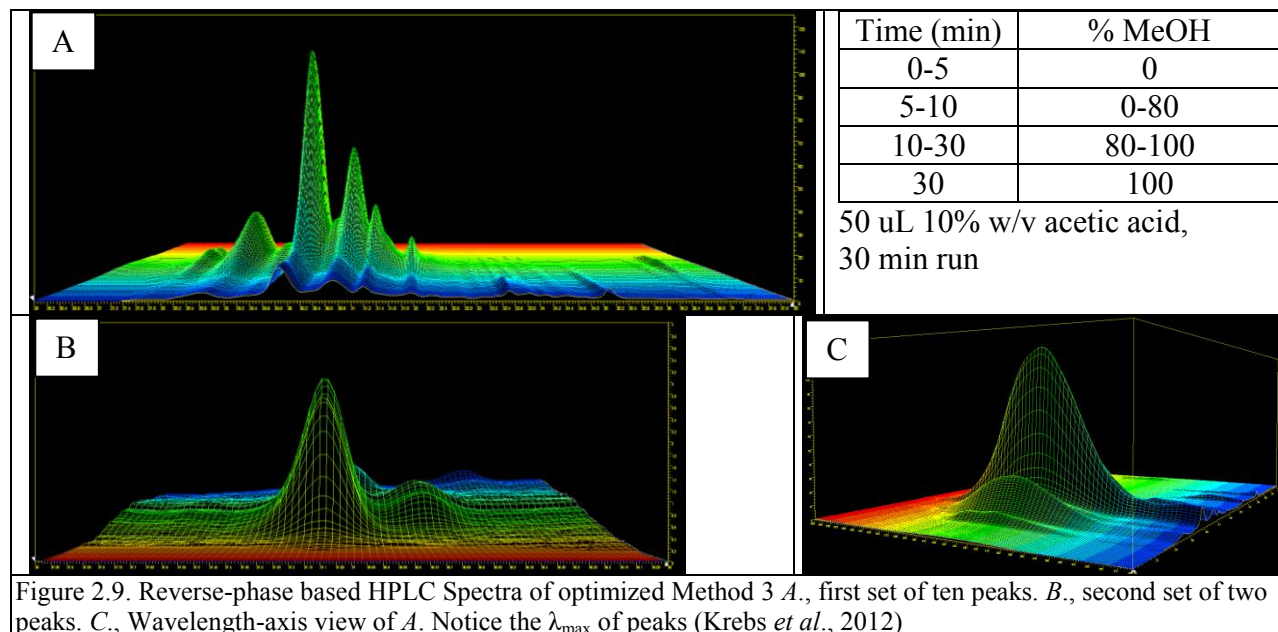 A
Time (min) % MeOH
0-5 0
5-10 0-80
10-30 80-100
30 100
50 uL 10% w/v acetic acid,
30 min run
B
C
Figure 2.9. Reverse-phase based HPLC Spectra of optimized Method 3 A., first set of ten peaks. B., second set of two
peaks. C., Wavelength-axis view of A. Notice the λmax of peaks (Krebs et al., 2012)